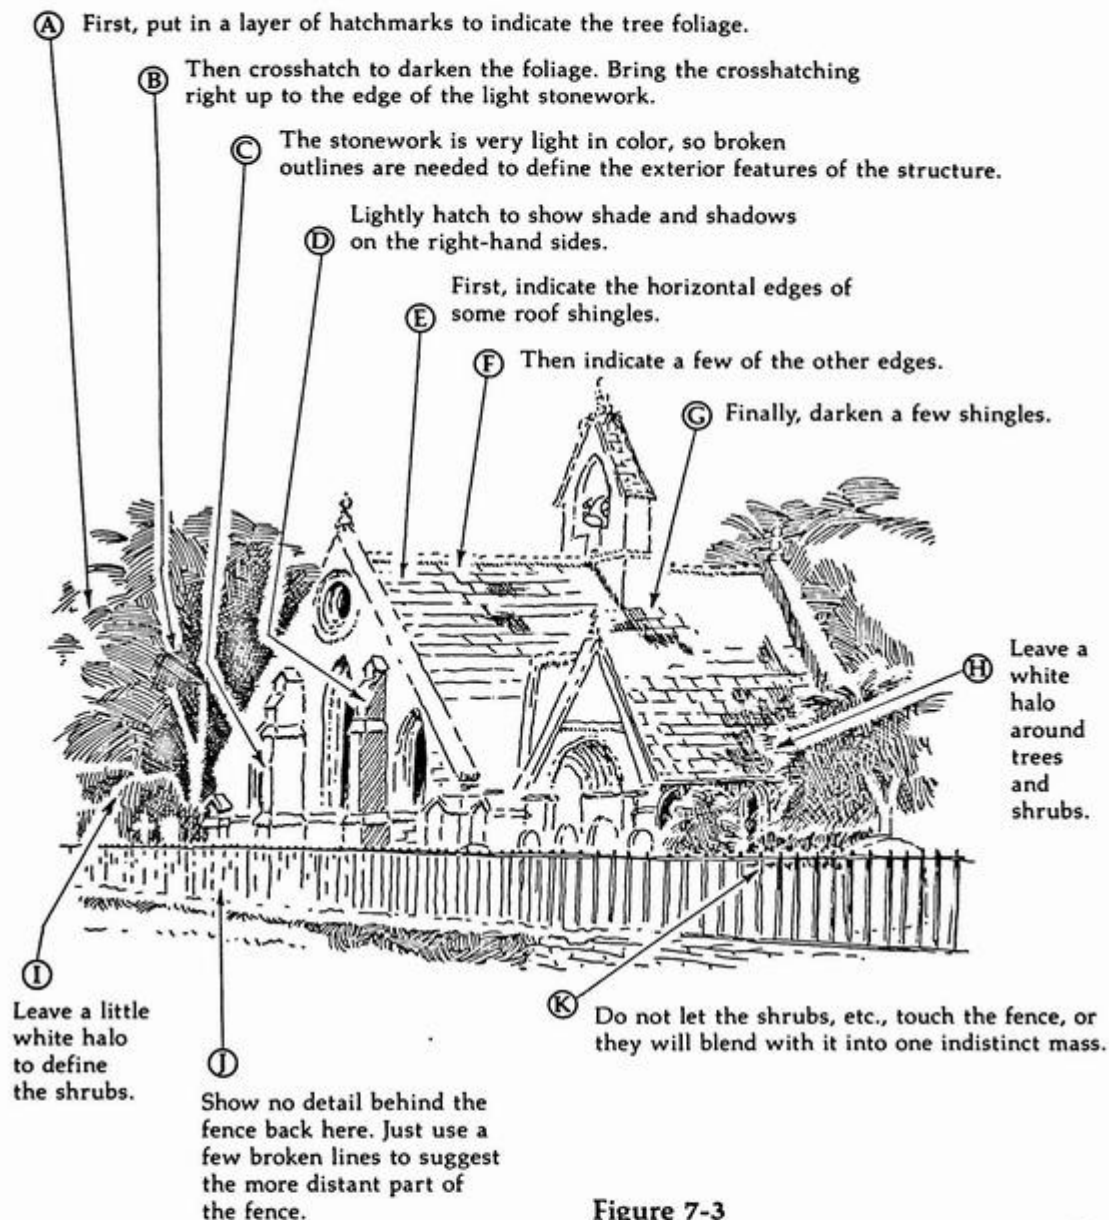 A First, put in a layer of hatchmarks to indicate the tree foliage.
B Then crosshatch to darken the foliage. Bring the crosshatching
right up to the edge of the light stonework.
C The stonework is very light in color, so broken
outlines are needed to define the exterior features of the structure.
D Lightly hatch to show shade and shadows
on the right-hand sides.
E First, indicate the horizontal edges of
some roof shingles.
F Then indicate a few of the other edges.
G Finally, darken a few shingles.
H Leave a
white
halo
around
trees
and
shrubs.
I
Leave a little
white halo
to define
the shrubs.
J
Show no detail behind the
fence back here. Just use a
few broken lines to suggest
the more distant part of
the fence.
K Do not let the shrubs, etc., touch the fence, or
they will blend with it into one indistinct mass.
Figure 7-3